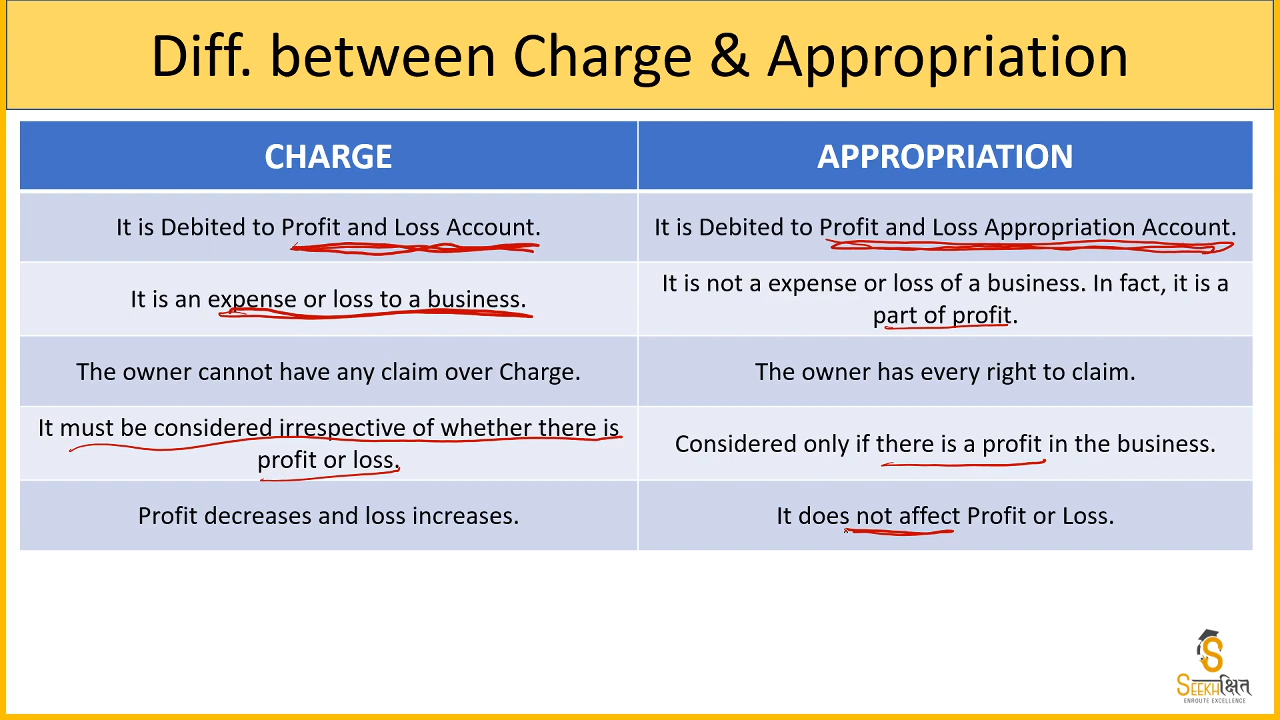 Diff. between Charge & Appropriation
CHARGE
APPROPRIATION
It is Debited to Profit and Loss Account.
It is Debited to Profit and Loss Appropriation Account.
It is an expense or loss to a business.
It is not a expense or loss of a business. In fact, it is a
part of profit.
The owner cannot have any claim over Charge.
The owner has every right to claim.
It must be considered irrespective of whether there is
profit or loss.
Considered only if there is a profit in the business.
Profit decreases and loss increases.
It does not affect Profit or Loss.
SEEKHक्षित
ENROUTE EXCELLENCE